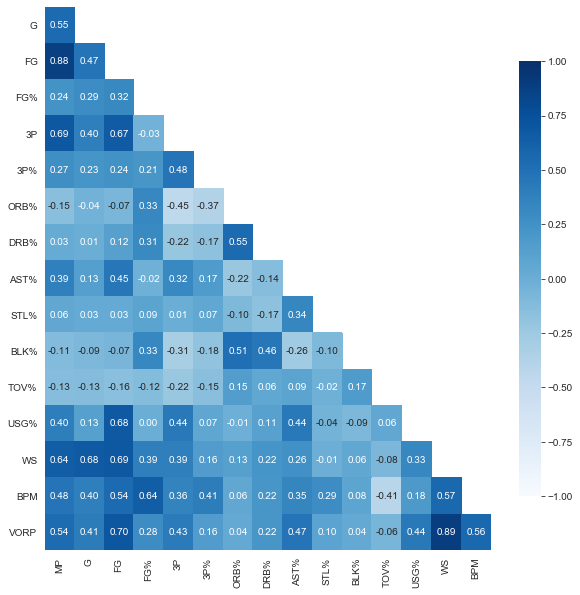 G 0.55
FG 0.88 0.47
FG% 0.24 0.29 0.32
3P 0.69 0.40 0.67 -0.03
3P% 0.27 0.23 0.24 0.21 0.48
ORB% -0.15 -0.04 -0.07 0.33 -0.45 -0.37
DRB% 0.03 0.01 0.12 0.31 -0.22 -0.17 0.55
AST% 0.39 0.13 0.45 -0.02 0.32 0.17 -0.22 -0.14
STL% 0.06 0.03 0.03 0.09 0.01 0.07 -0.10 -0.17 0.34
BLK% -0.11 -0.09 -0.07 0.33 -0.31 -0.18 0.51 0.46 -0.26 -0.10
TOV% -0.13 -0.13 -0.16 -0.12 -0.22 -0.15 0.15 0.06 0.09 -0.02 0.17
USG% 0.40 0.13 0.68 0.00 0.44 0.07 -0.01 0.11 0.44 -0.04 -0.09 0.06
WS 0.64 0.68 0.69 0.39 0.39 0.16 0.13 0.22 0.26 -0.01 0.06 -0.08 0.33
BPM 0.48 0.40 0.54 0.64 0.36 0.41 0.06 0.22 0.35 0.29 0.08 -0.41 0.18 0.57
VORP 0.54 0.41 0.70 0.28 0.43 0.16 0.04 0.22 0.47 0.10 0.04 -0.06 0.44 0.89 0.56
MP G FG FG% 3P 3P% ORB% DRB% AST% STL% BLK% TOV% USG% WS BPM
1.00
0.75
0.50
0.25
0.00
−0.25
−0.50
−0.75
−1.00